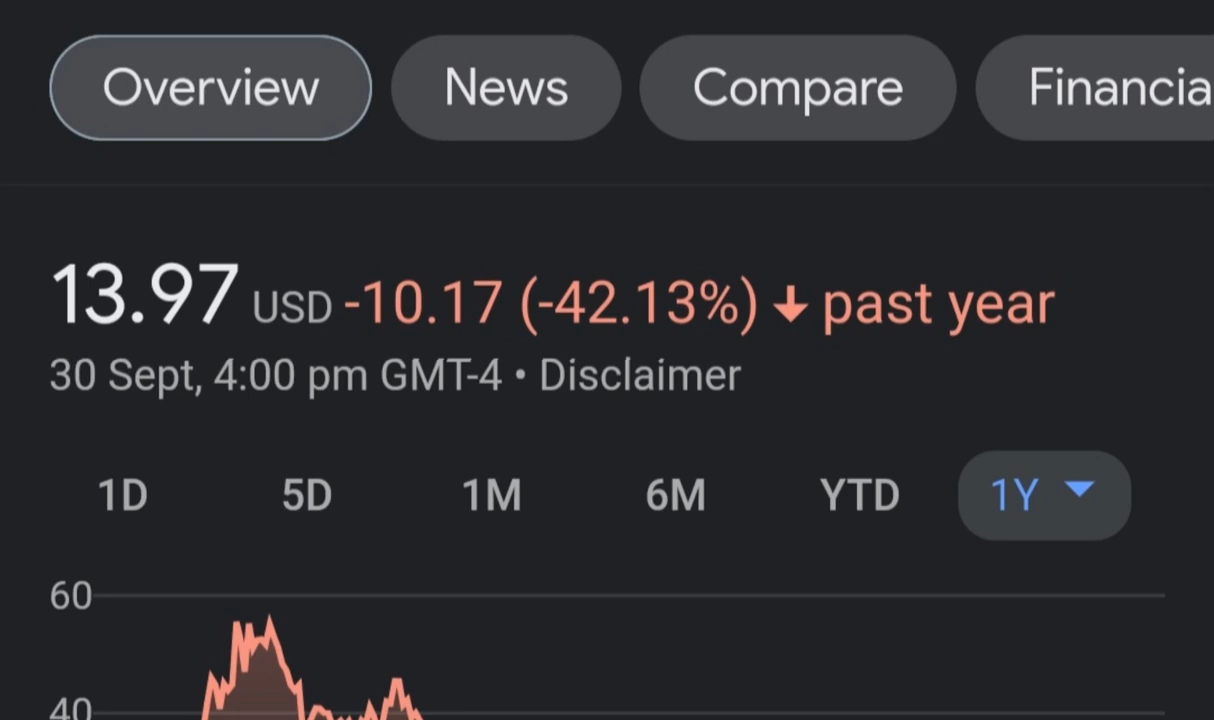 Overview News Compare Financia
13.97 USD -10.17 (-42.13%) ↓ past year
30 Sept, 4:00 pm GMT-4 • Disclaimer
1D 5D 1M 6M YTD 1Y
60
40